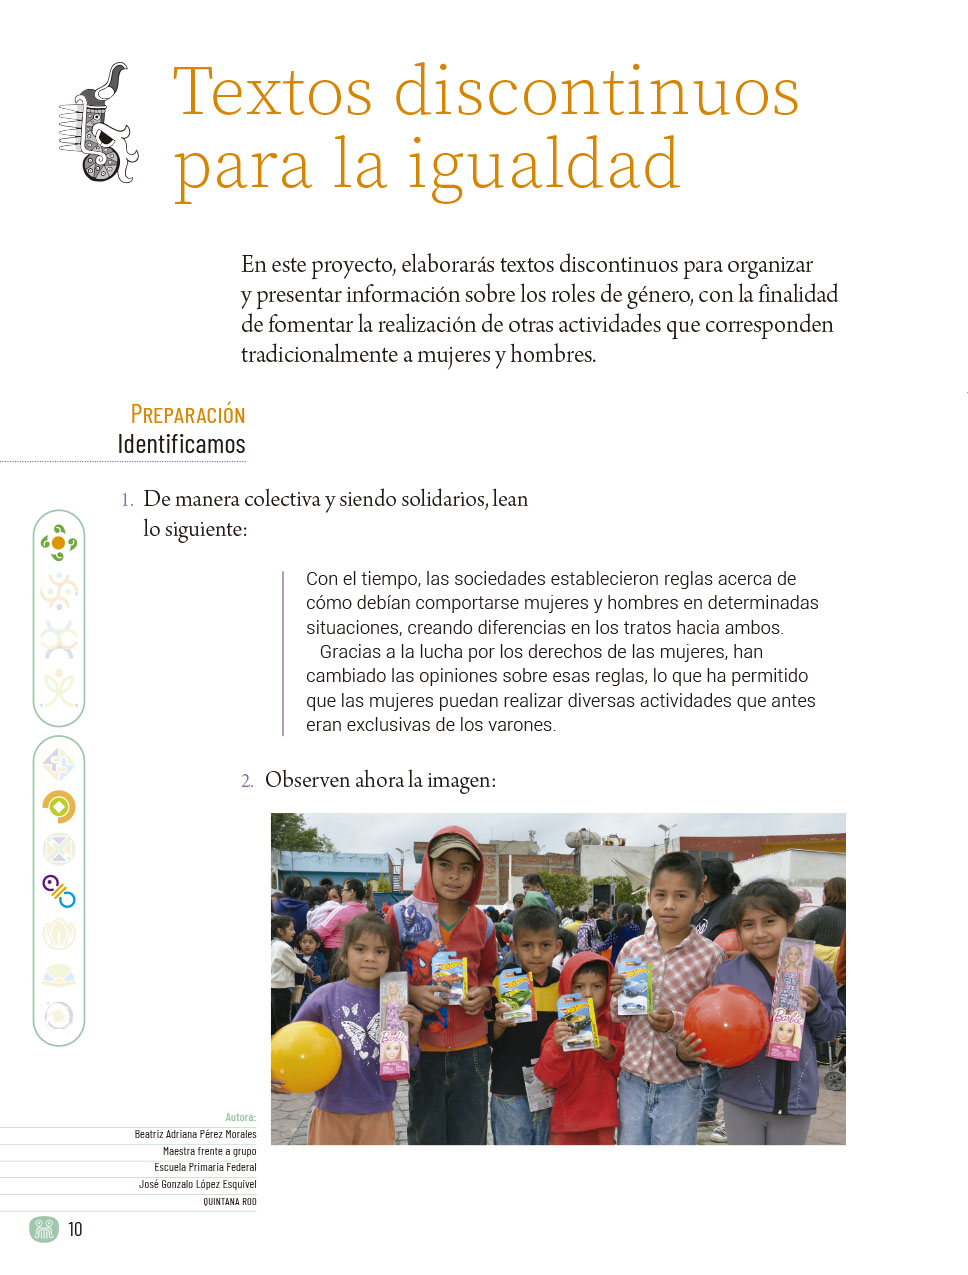 Textos discontinuos
para la igualdad
En este proyecto, elaborarás textos discontinuos para organizar
y presentar información sobre los roles de género, con la finalidad
de fomentar la realización de otras actividades que corresponden
tradicionalmente a mujeres y hombres.
PREPARACIÓN
Identificamos
1. De manera colectiva y siendo solidarios, lean
lo siguiente:
Con el tiempo, las sociedades establecieron reglas acerca de
cómo debían comportarse mujeres y hombres en determinadas
situaciones, creando diferencias en los tratos hacia ambos.
Gracias a la lucha por los derechos de las mujeres, han
cambiado las opiniones sobre esas reglas, lo que ha permitido
que las mujeres puedan realizar diversas actividades que antes
eran exclusivas de los varones.
2. Observen ahora la imagen:
Barbie
Barbie
Autora:
Beatriz Adriana Pérez Morales
Maestra frente a grupo
Escuela Primaria Federal
José Gonzalo López Esquivel
QUINTANA ROO
10